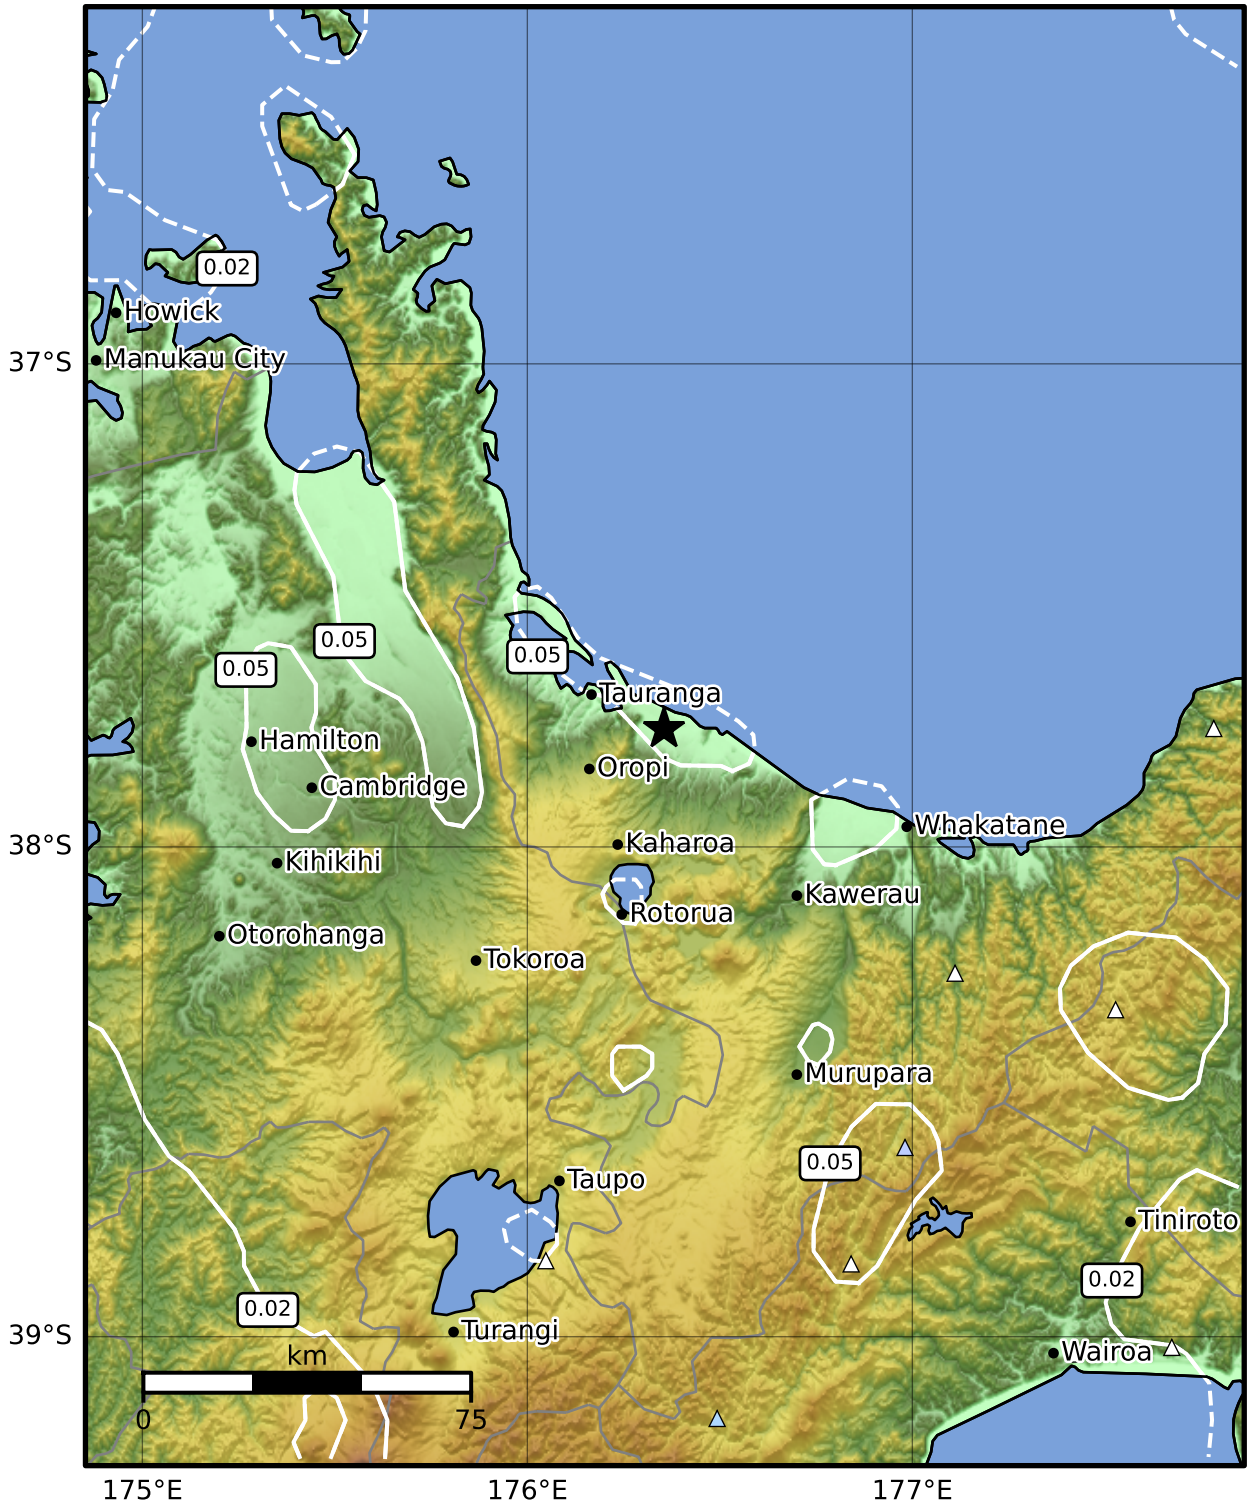 0.02
Howick
Manukau City
37°S
0.05
0.05
0.05
Tauranga
Hamilton
Oropi
Cambridge
Whakatane
38°S
Kaharoa
Kihikihi
Kawerau
Rotorua
Otorohanga
Tokoroa
Murupara
0.05
Taupo
Tiniroto
0.02
0.02
Turangi
39°S
Wairoa
km
0
75
175°E
176°E
177°E